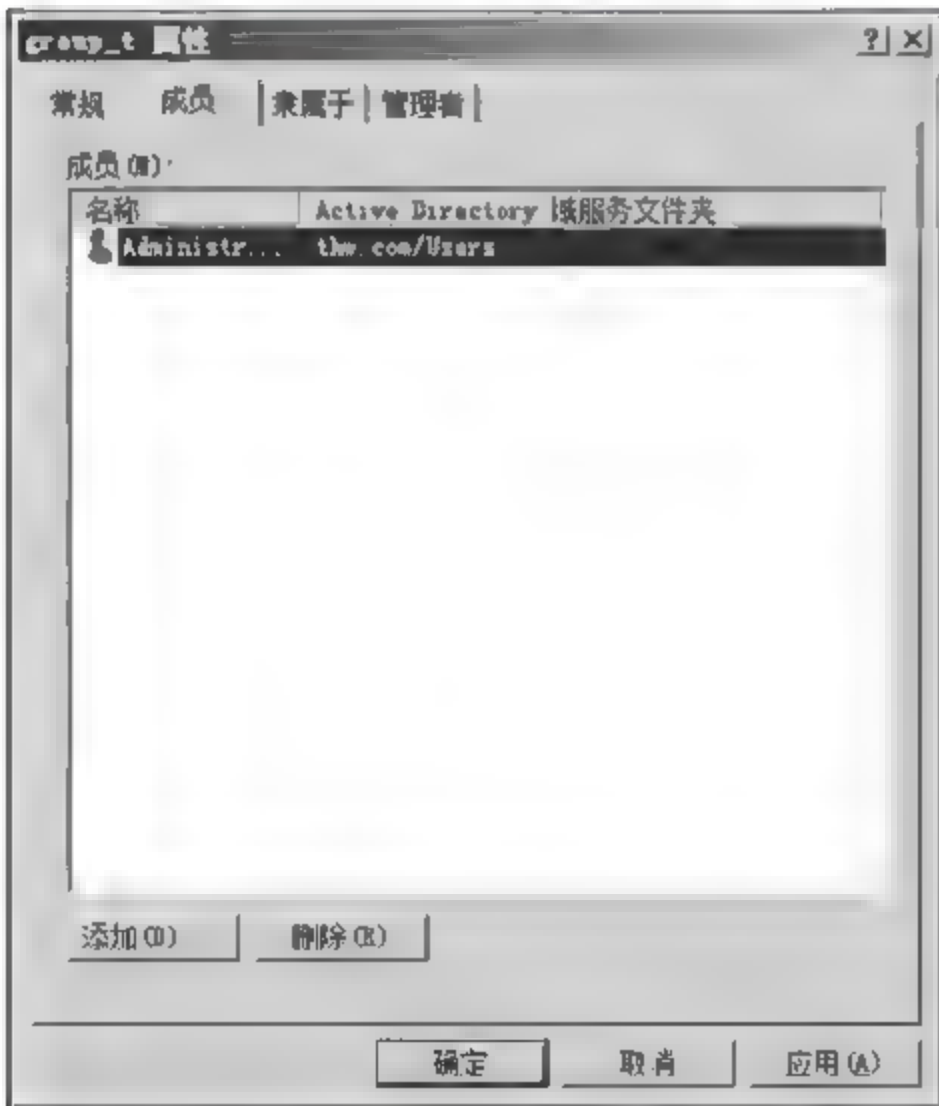 group_t 属性
常规 成员 隶属于 管理者
成员(M):
名称 Active Directory 域服务文件夹
Administr... thw.com/Users
添加(D) 删除(R)
确定 取消 应用(A)